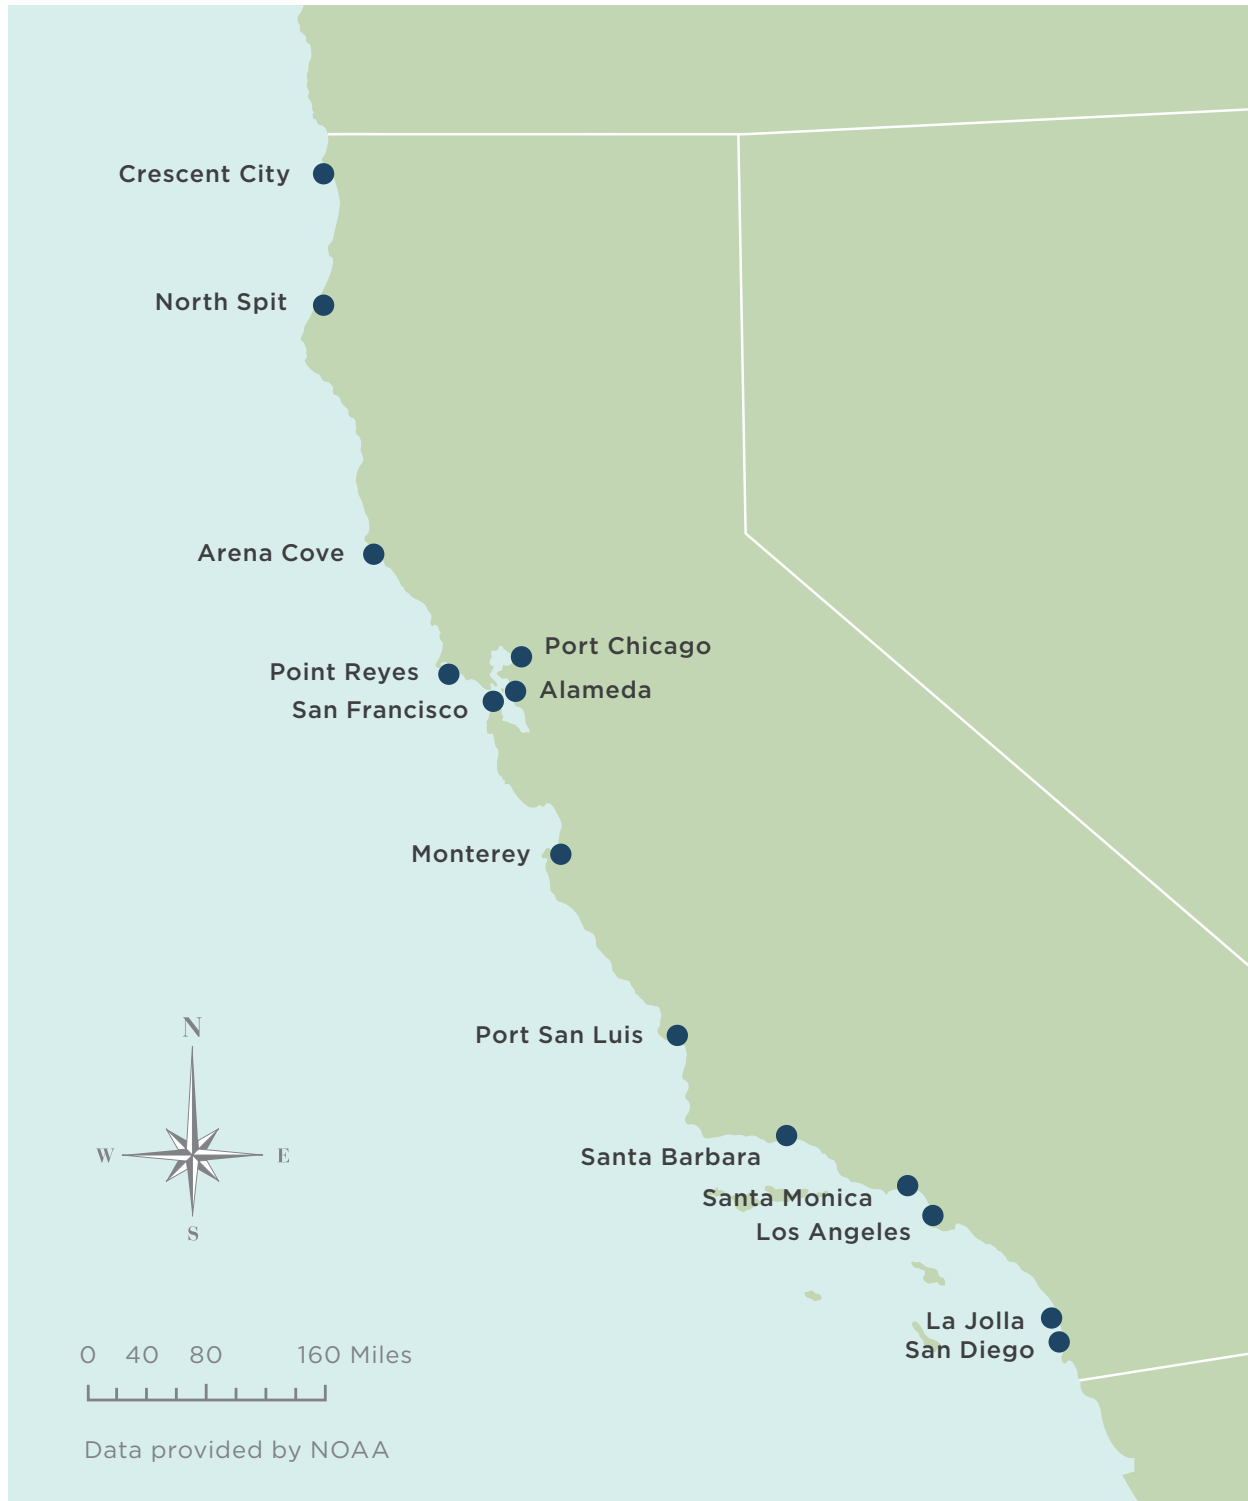 Crescent City
North Spit
Arena Cove
Port Chicago
Point Reyes
Alameda
San Francisco
Monterey
Port San Luis
N
W
E
S
Santa Barbara
Santa Monica
Los Angeles
La Jolla
San Diego
0 40 80 160 Miles
Data provided by NOAA